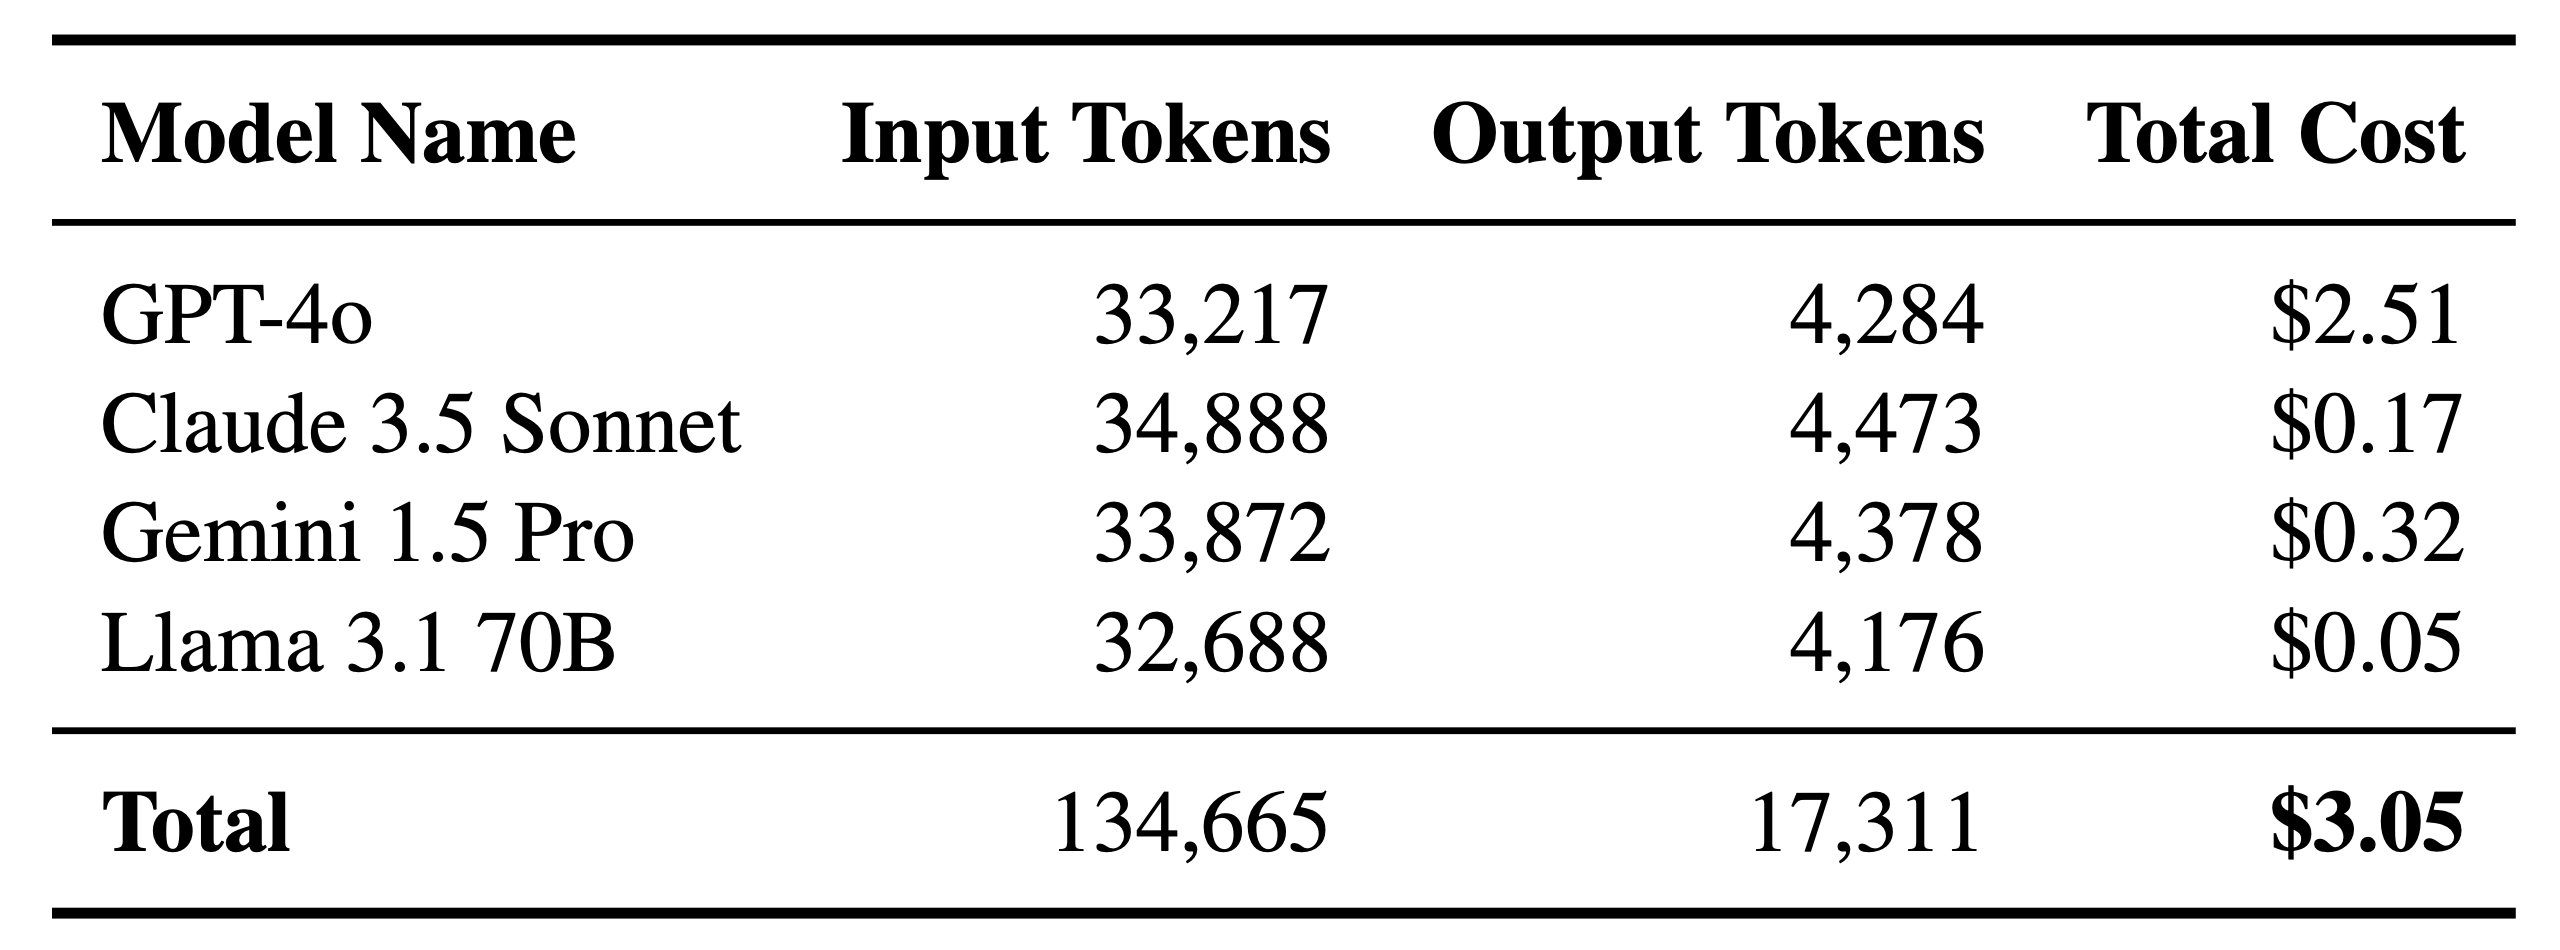 Model Name Input Tokens Output Tokens Total Cost
GPT-4o 33,217 4,284 $2.51
Claude 3.5 Sonnet 34,888 4,473 $0.17
Gemini 1.5 Pro 33,872 4,378 $0.32
Llama 3.1 70B 32,688 4,176 $0.05
Total 134,665 17,311 $3.05